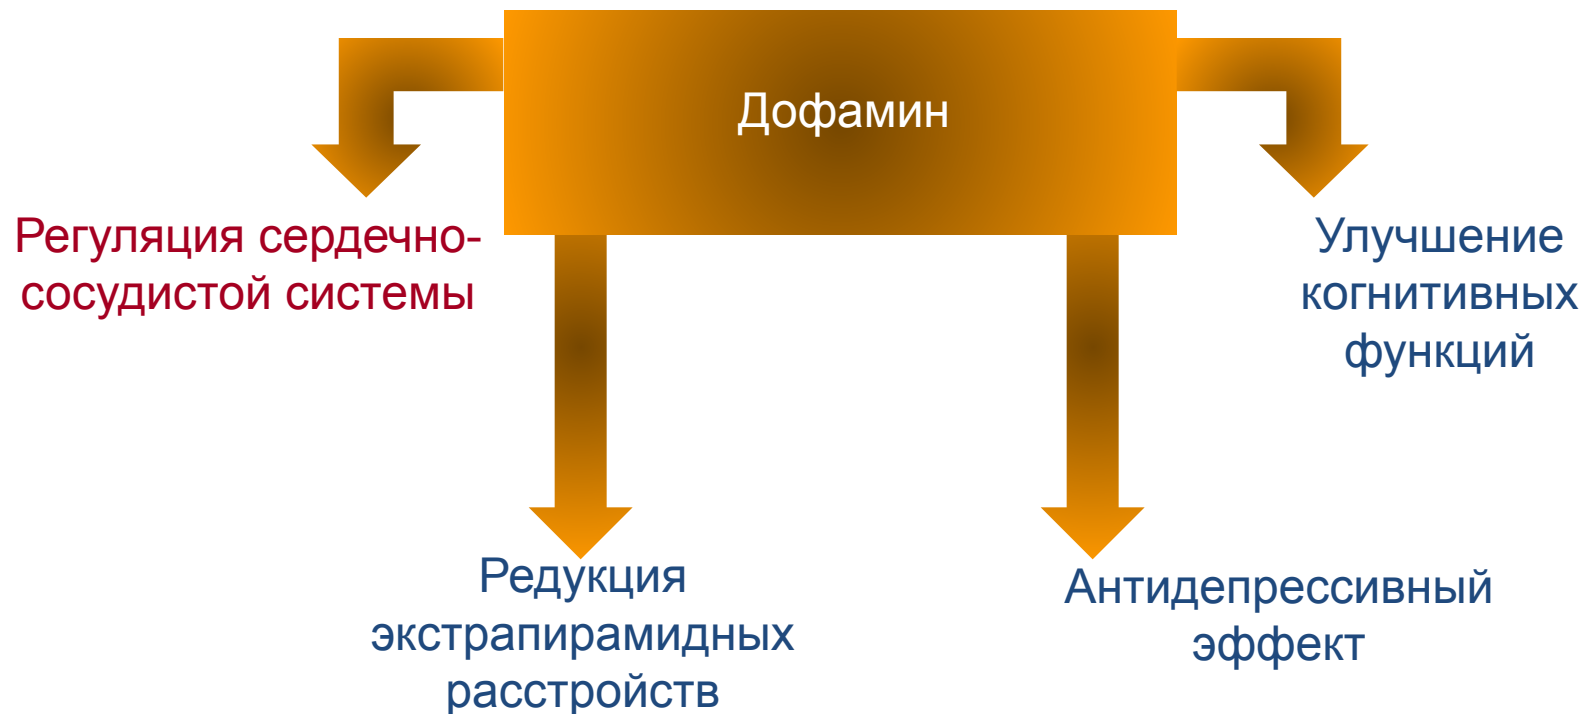 Дофамин
Регуляция сердечно-
сосудистой системы
Улучшение
когнитивных
функций
Редукция
экстрапирамидных
расстройств
Антидепрессивный
эффект